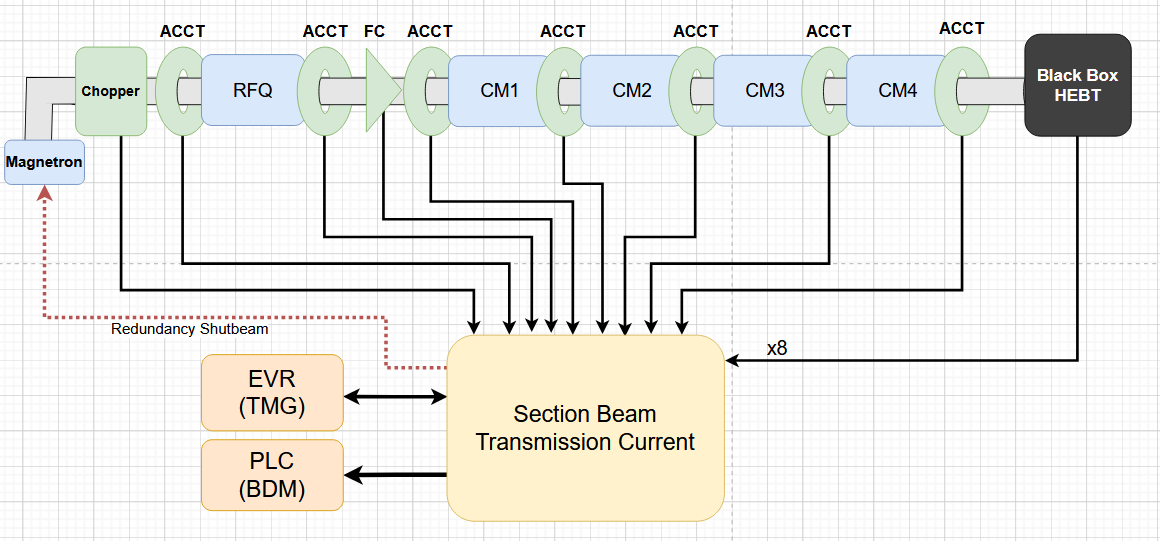 ACCT
ACCT
FC
ACCT
ACCT
ACCT
ACCT
ACCT
Chopper
RFQ
CM1
CM2
CM3
CM4
Black Box
HEBT
Magnetron
Redundancy Shutbeam
x8
EVR
(TMG)
PLC
(BDM)
Section Beam
Transmission Current